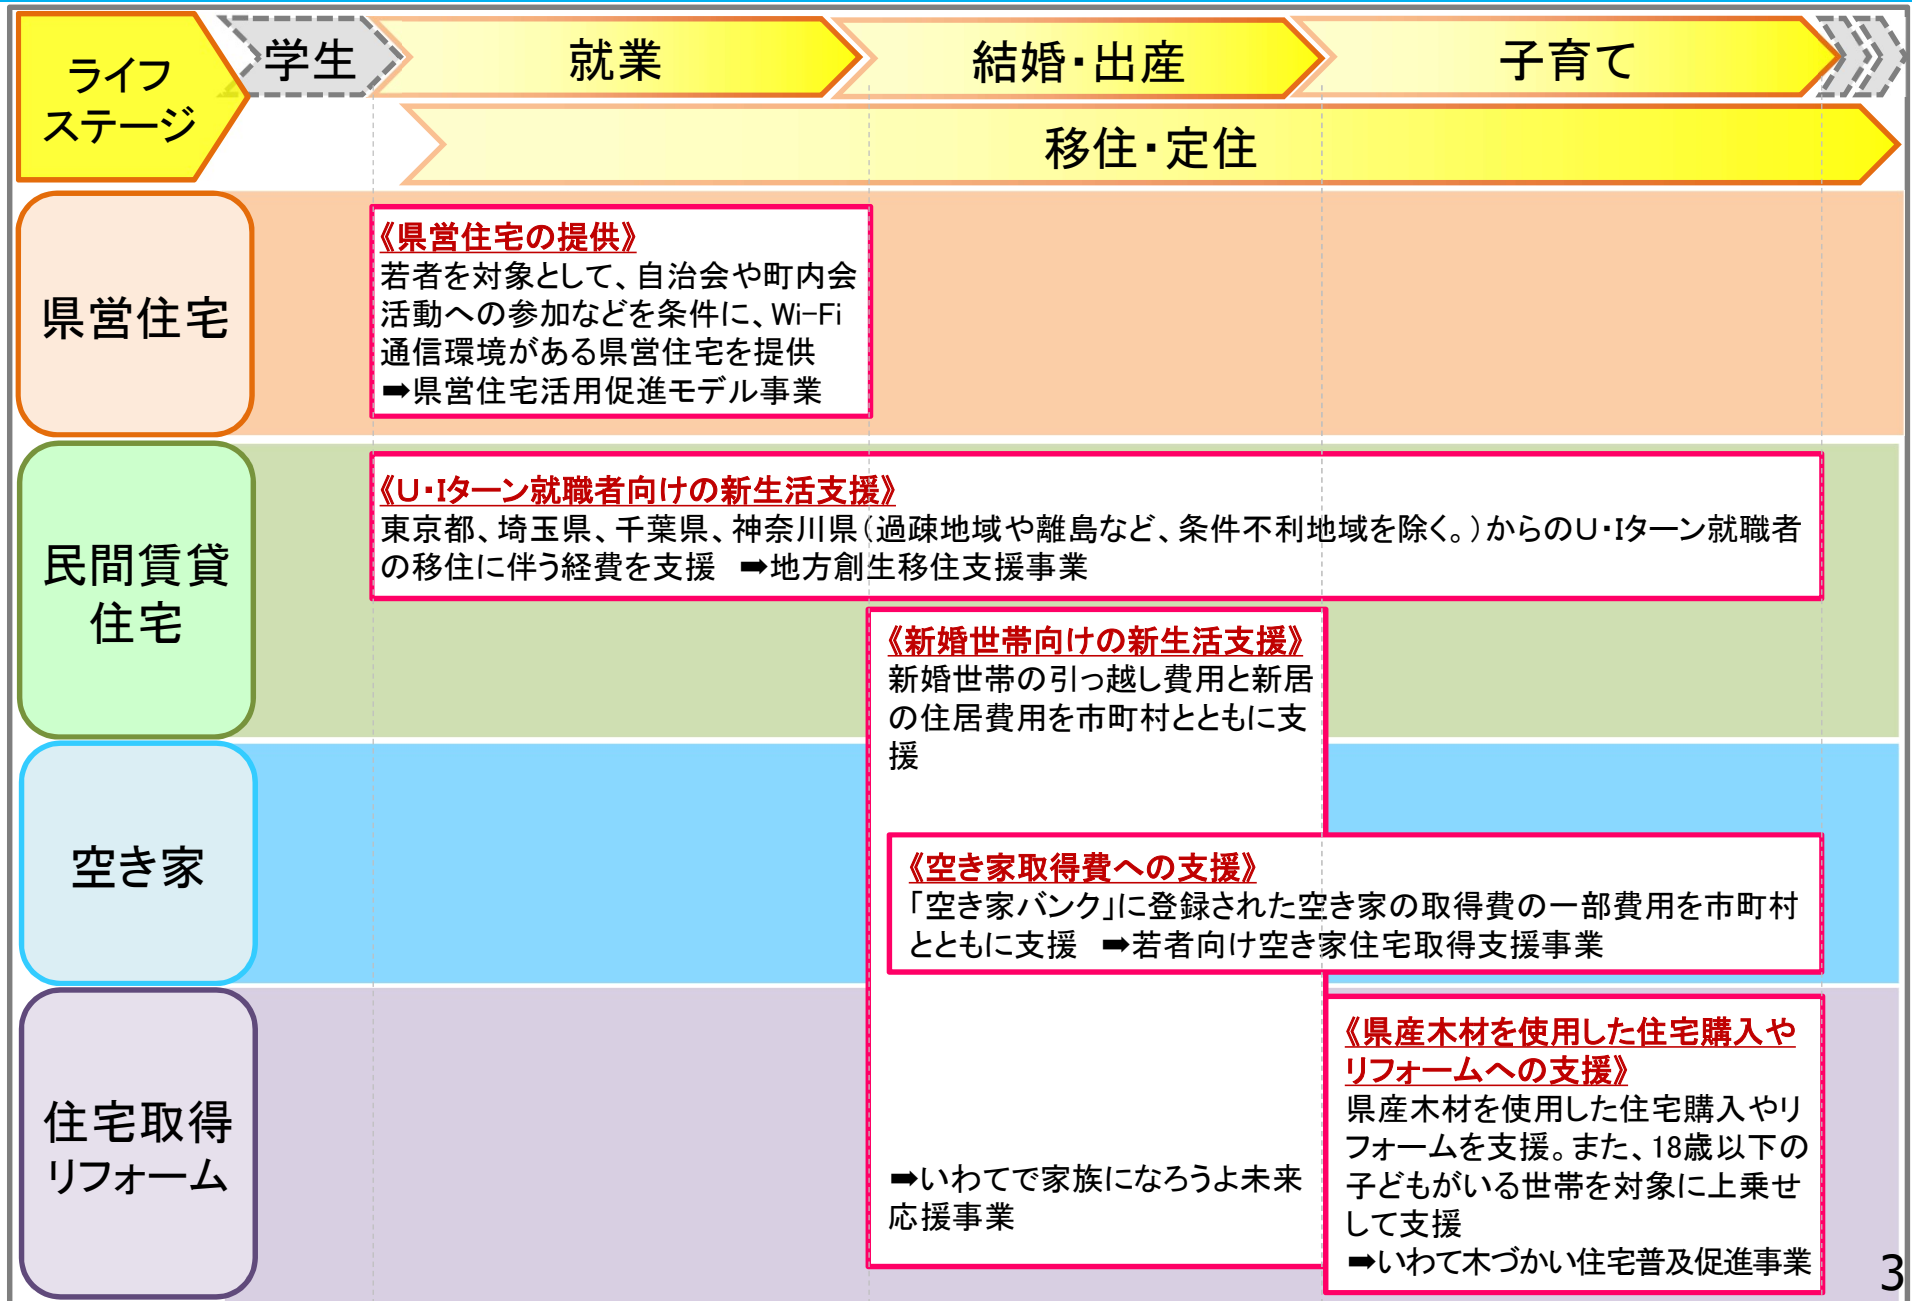 ライフ
ステージ
学生
就業
結婚・出産
子育て
移住・定住
県営住宅
《県営住宅の提供》
若者を対象として、自治会や町内会
活動への参加などを条件に、Wi-Fi
通信環境がある県営住宅を提供
➡県営住宅活用促進モデル事業
民間賃貸
住宅
《U・Iターン就職者向けの新生活支援》
東京都、埼玉県、千葉県、神奈川県(過疎地域や離島など、条件不利地域を除く。)からのU・Iターン就職者
の移住に伴う経費を支援　➡地方創生移住支援事業
《新婚世帯向けの新生活支援》
新婚世帯の引っ越し費用と新居
の住居費用を市町村とともに支
援
➡いわてで家族になろうよ未来
応援事業
空き家
《空き家取得費への支援》
「空き家バンク」に登録された空き家の取得費の一部費用を市町村
とともに支援　➡若者向け空き家住宅取得支援事業
住宅取得
リフォーム
《県産木材を使用した住宅購入や
リフォームへの支援》
県産木材を使用した住宅購入やリ
フォームを支援。また、18歳以下の
子どもがいる世帯を対象に上乗せ
して支援
➡いわて木づかい住宅普及促進事業
3